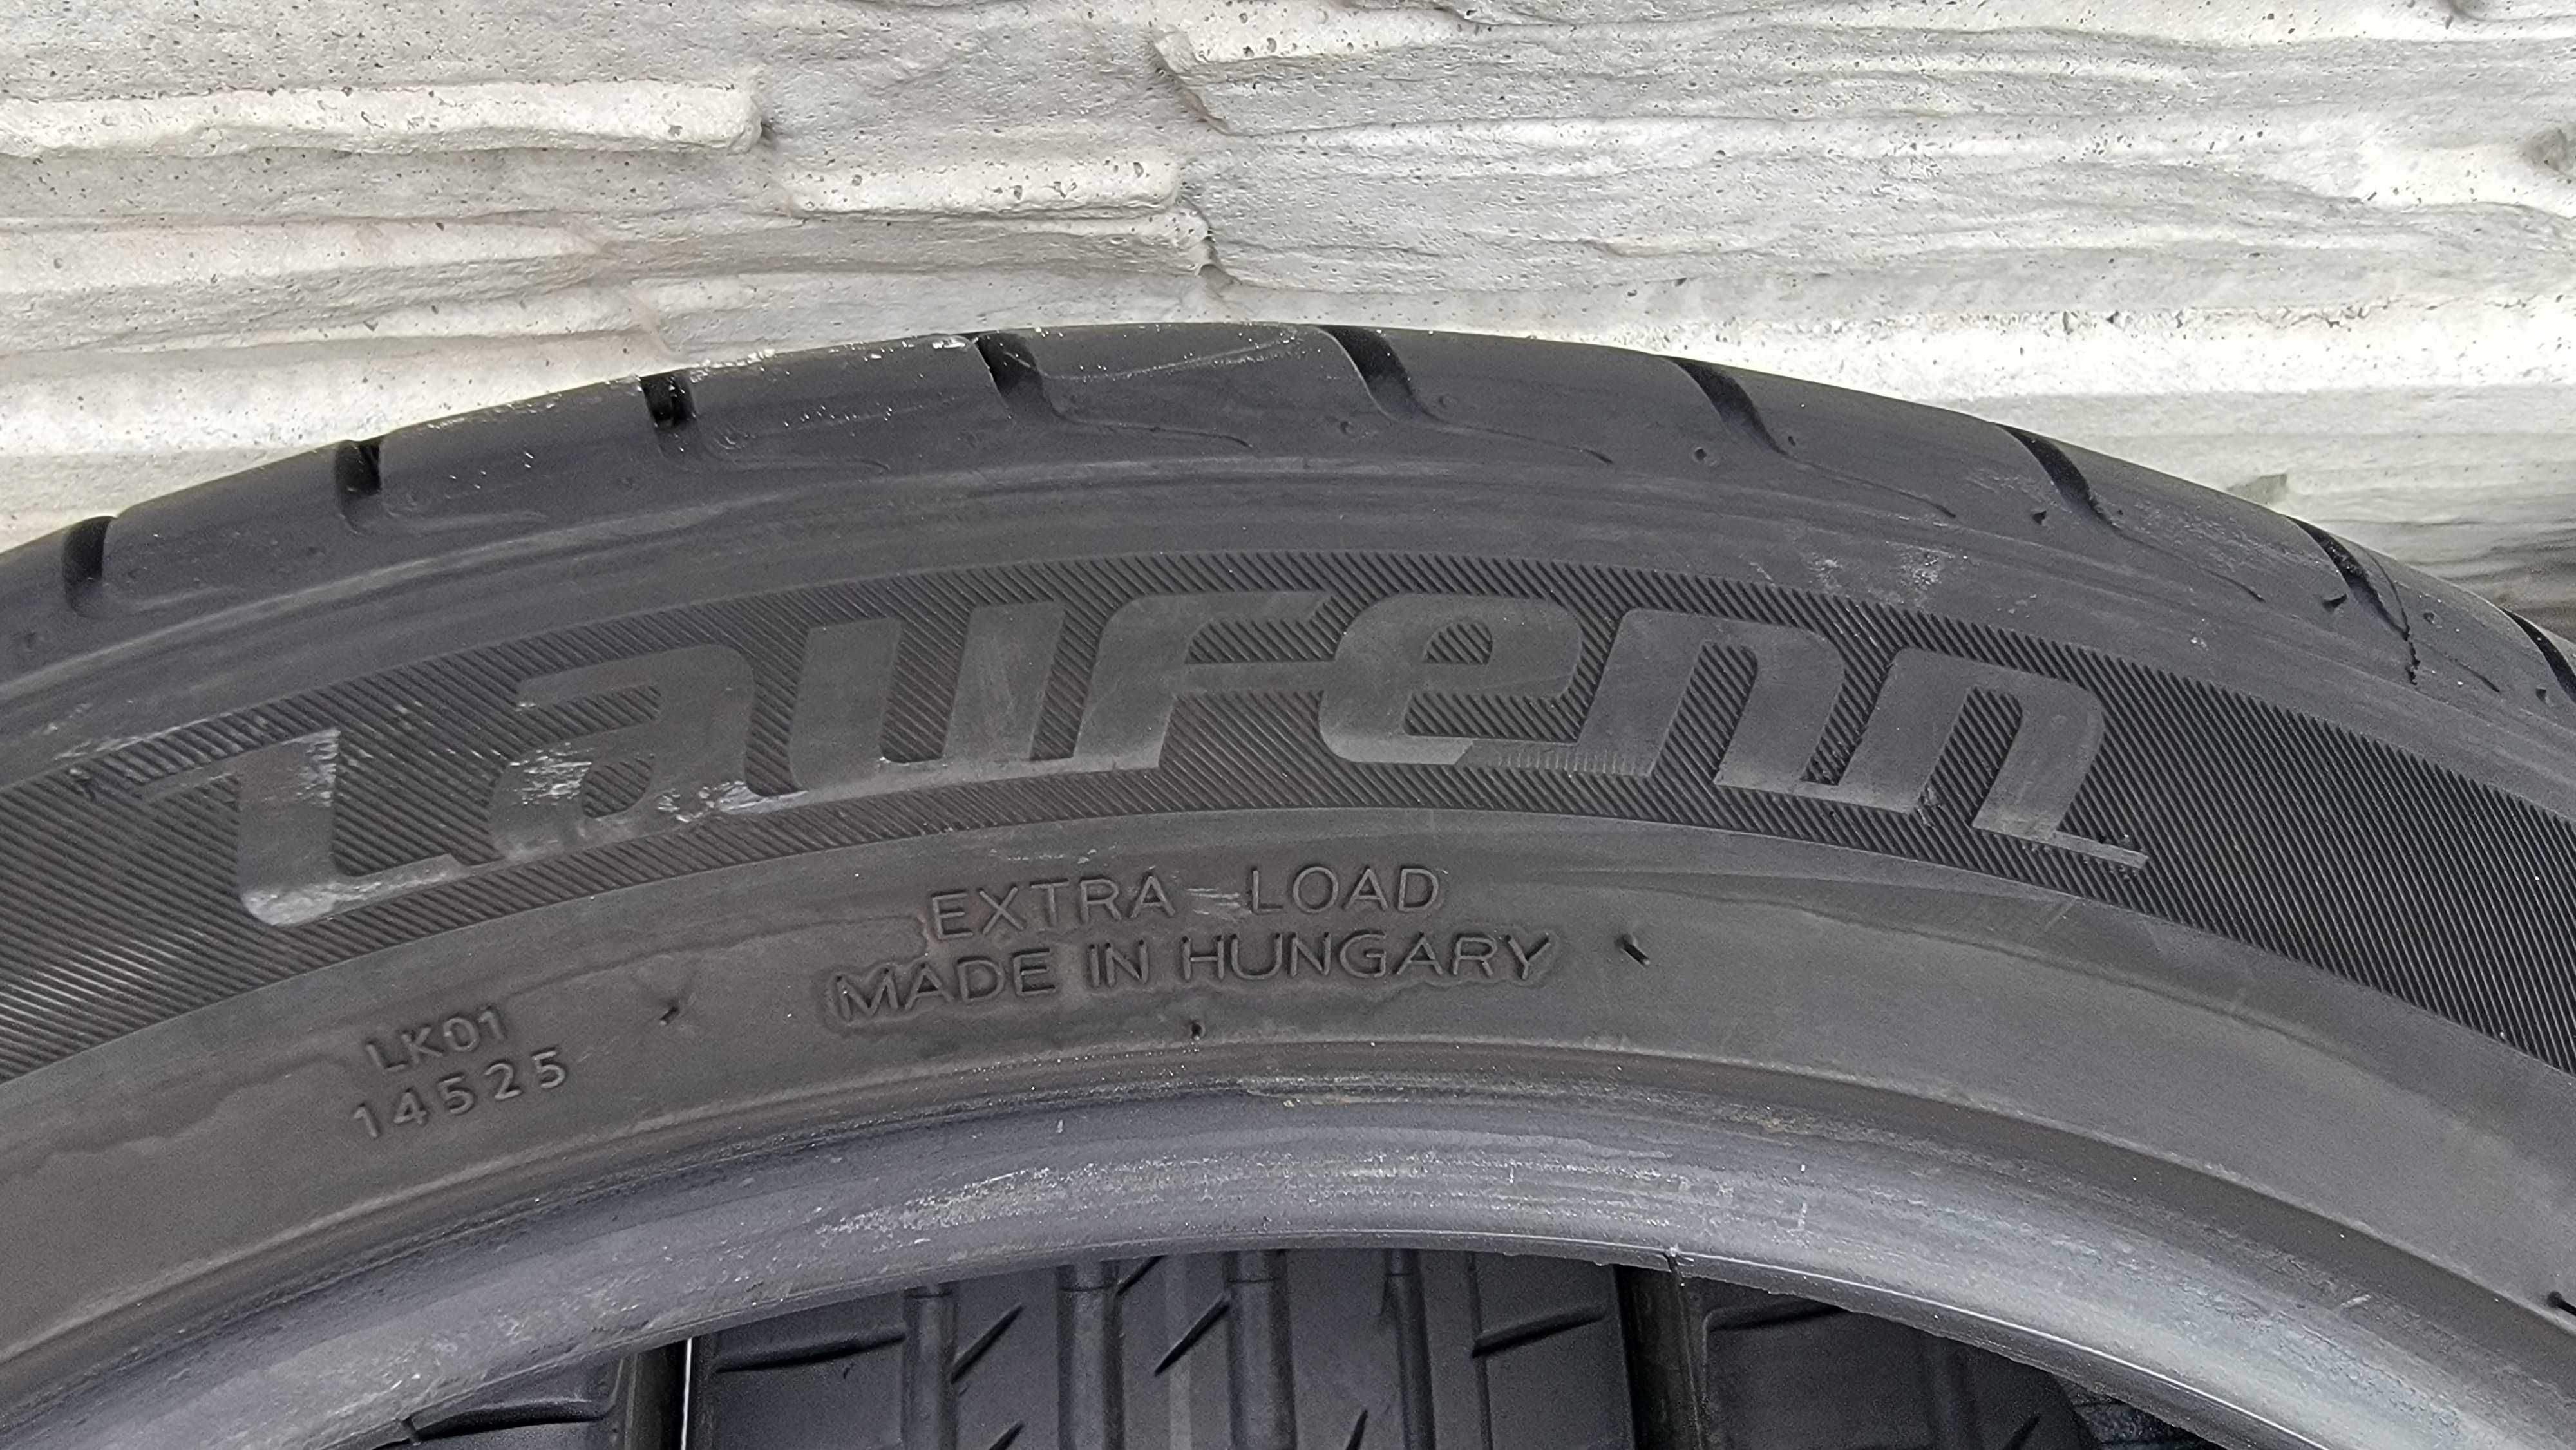 Laufenn
EXTRA-LOAD
MADE IN HUNGARY
LK01
14525